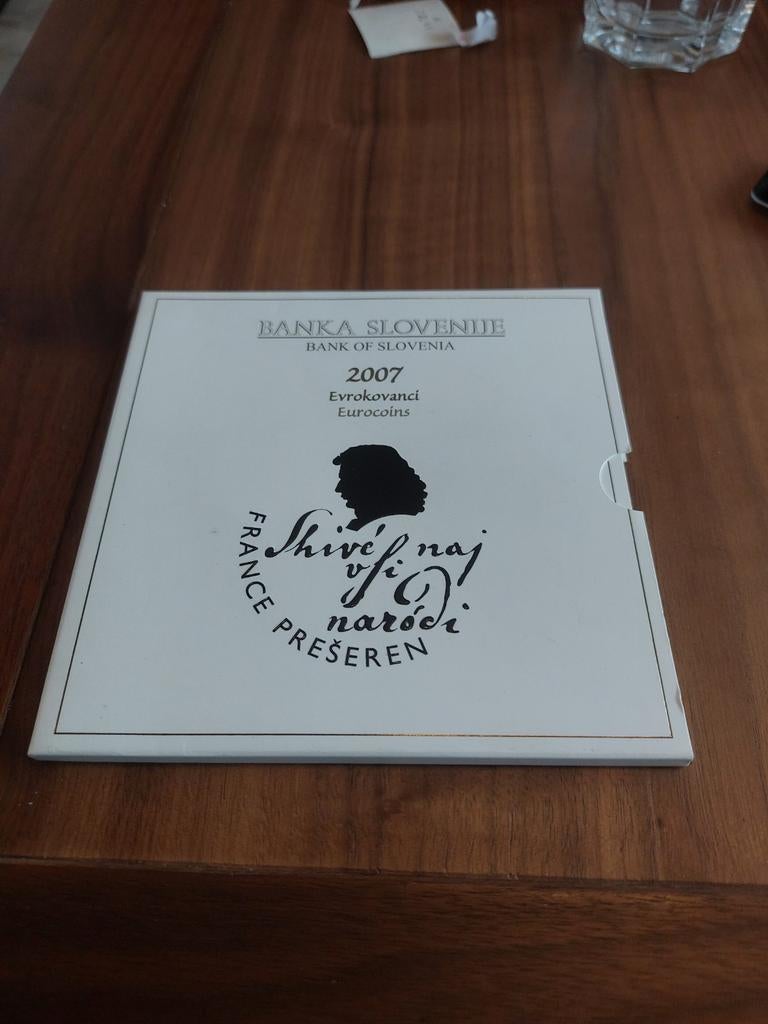 BANKA SLOVENIJE
BANK OF SLOVENIA
2007
Evrokovanci
Eurocoins
Shivé naj
vſi
naródi
FRANCE PREŠEREN